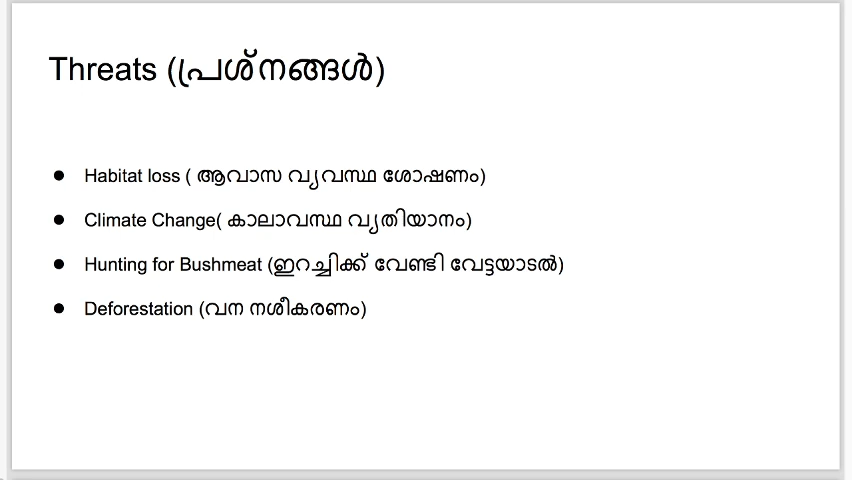 Threats (പ്രശ്നങ്ങൾ)
● Habitat loss ( ആവാസ വ്യവസ്ഥ ശോഷണം)
● Climate Change( കാലാവസ്ഥ വ്യതിയാനം)
● Hunting for Bushmeat (ഇറച്ചിക്ക് വേണ്ടി വേട്ടയാടൽ)
● Deforestation (വന നശീകരണം)